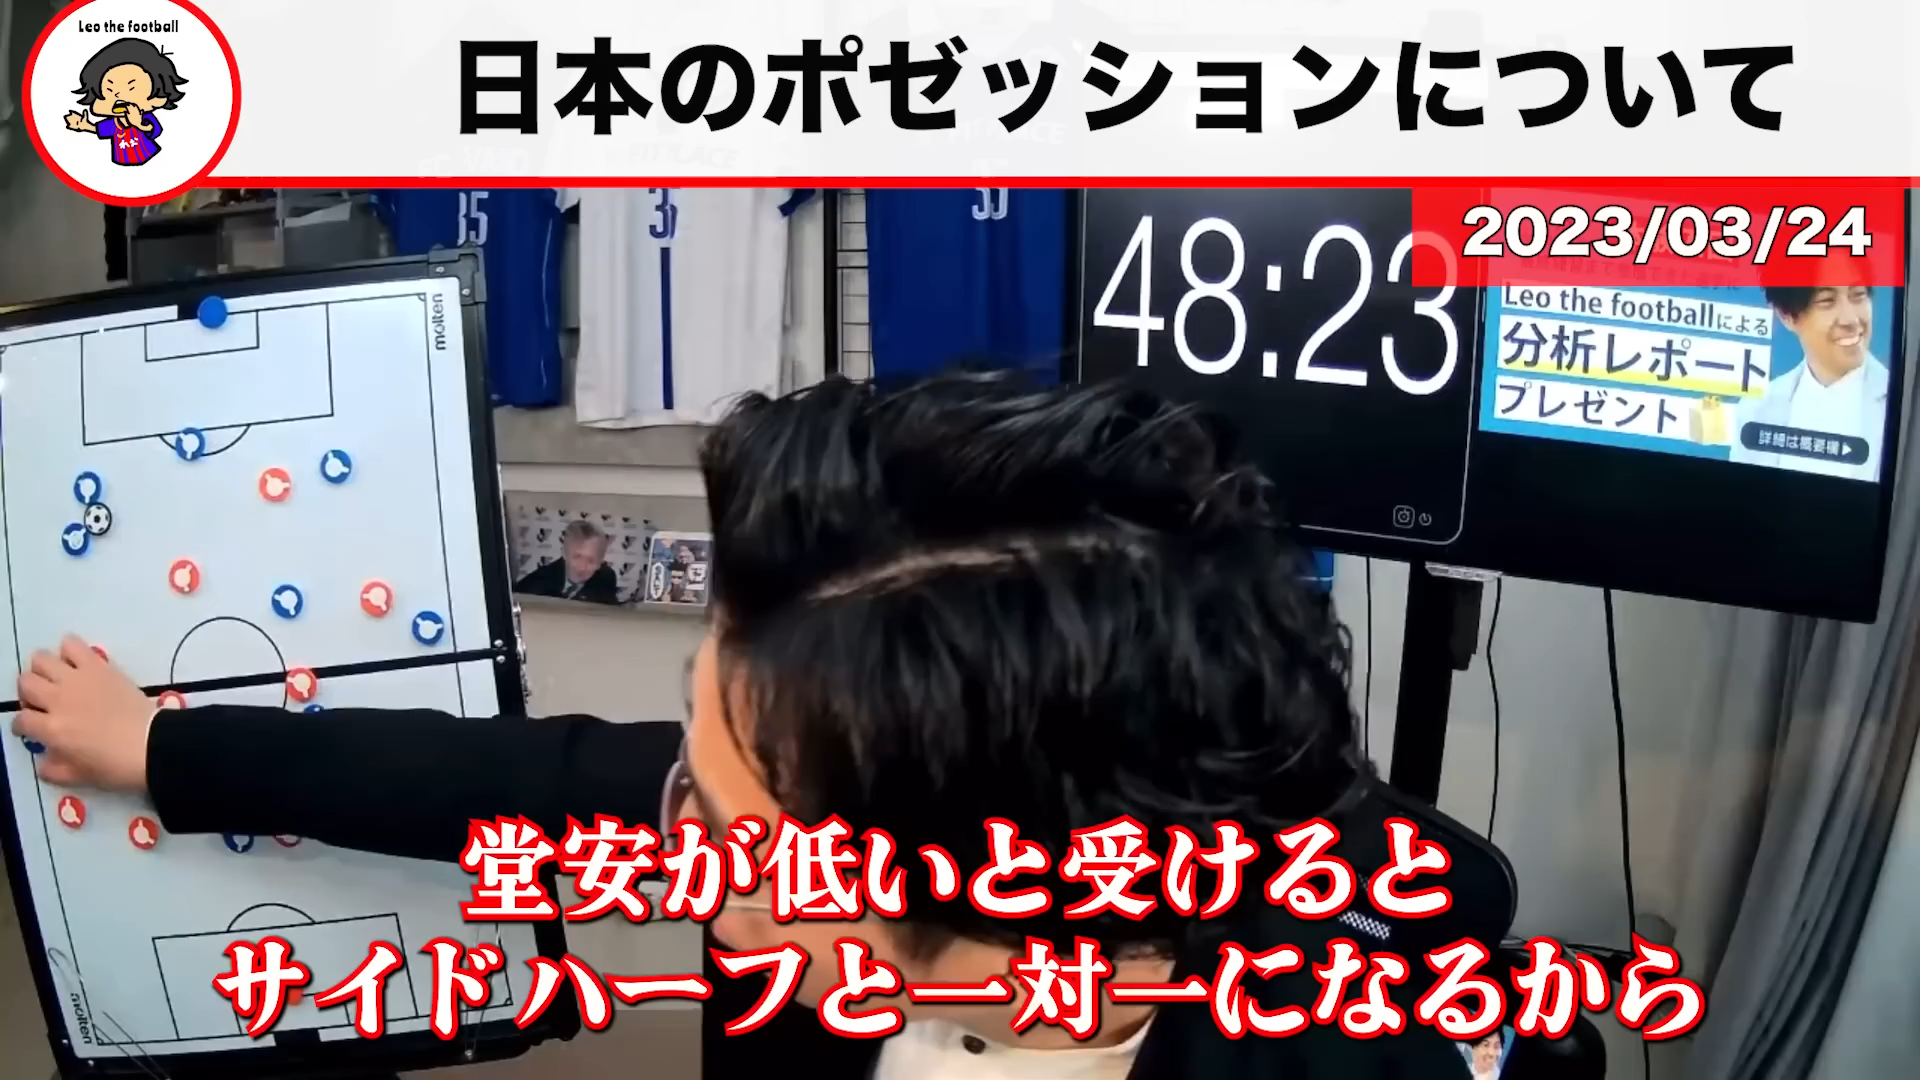 Leo the football
日本のポゼッションについて
2023/03/24
35
35
35
48:23
Leo the footballによる
分析レポート
プレゼント
詳細は概要欄▶
molten
堂安が低いと受けると
サイドハーフと一対一になるから
molten